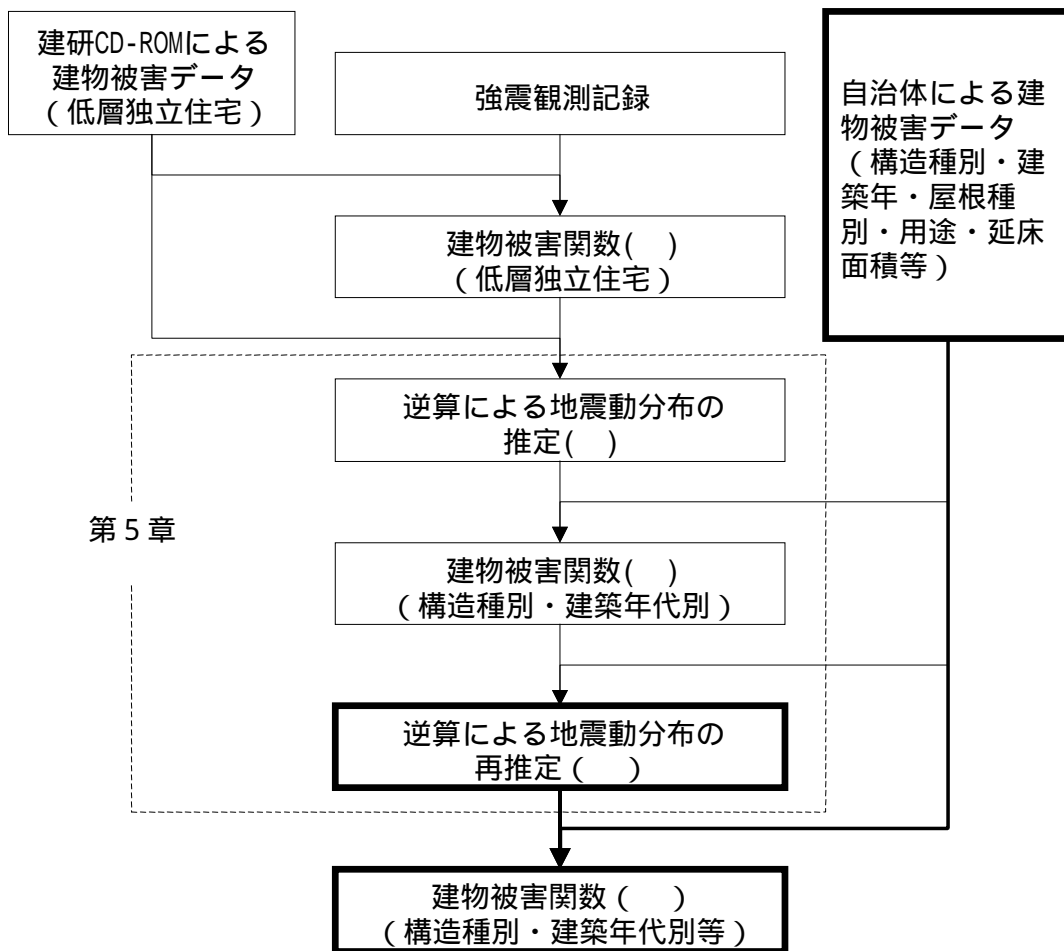 建研CD-ROMによる
建物被害データ
（低層独立住宅）
強震観測記録
自治体による建
物被害データ
（構造種別・建
築年・屋根種
別・用途・延床
面積等）
建物被害関数(　)
（低層独立住宅）
逆算による地震動分布の
推定(　)
第５章
建物被害関数(　)
（構造種別・建築年代別）
逆算による地震動分布の
再推定（　）
建物被害関数（　）
（構造種別・建築年代別等）